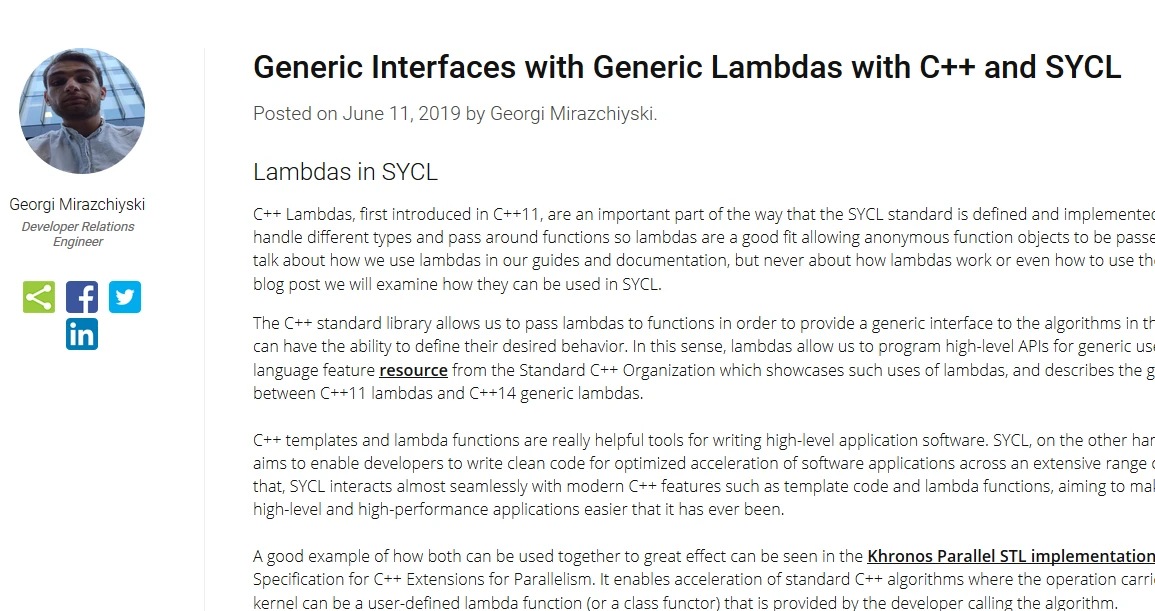 Generic Interfaces with Generic Lambdas with C++ and SYCL
Posted on June 11, 2019 by Georgi Mirazchiyski.
Georgi Mirazchiyski
Developer Relations
Engineer
in
Lambdas in SYCL
C++ Lambdas, first introduced in C++11, are an important part of the way that the SYCL standard is defined and implemented
handle different types and pass around functions so lambdas are a good fit allowing anonymous function objects to be passe
talk about how we use lambdas in our guides and documentation, but never about how lambdas work or even how to use the
blog post we will examine how they can be used in SYCL.
The C++ standard library allows us to pass lambdas to functions in order to provide a generic interface to the algorithms in th
can have the ability to define their desired behavior. In this sense, lambdas allow us to program high-level APIs for generic use
language feature resource from the Standard C++ Organization which showcases such uses of lambdas, and describes the g
between C++11 lambdas and C++14 generic lambdas.
C++ templates and lambda functions are really helpful tools for writing high-level application software. SYCL, on the other har
aims to enable developers to write clean code for optimized acceleration of software applications across an extensive range
that, SYCL interacts almost seamlessly with modern C++ features such as template code and lambda functions, aiming to mak
high-level and high-performance applications easier that it has ever been.
A good example of how both can be used together to great effect can be seen in the Khronos Parallel STL implementation
Specification for C++ Extensions for Parallelism. It enables acceleration of standard C++ algorithms where the operation carri
kernel can be a user-defined lambda function (or a class functor) that is provided by the developer calling the algorithm.